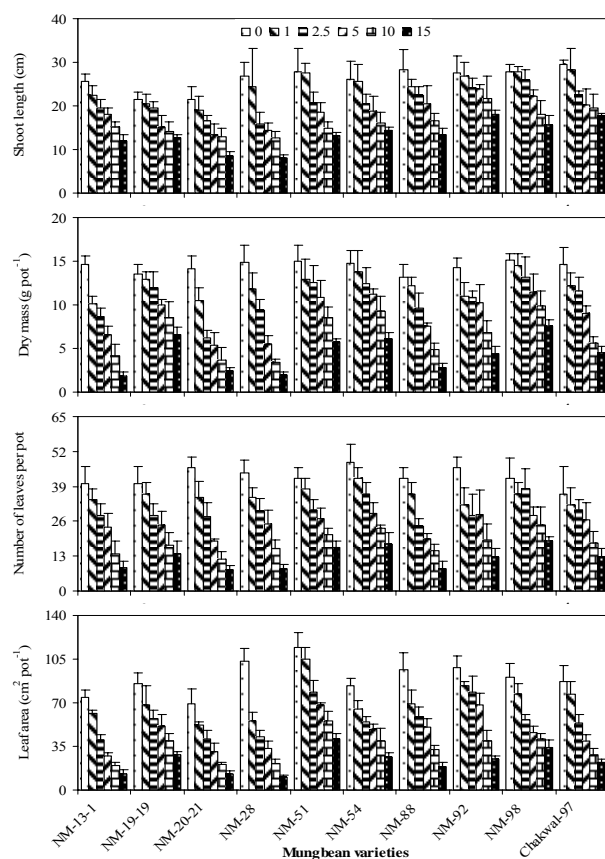 0 1 2.5 5 10 15
40
30
20
10
0
Shoot length (cm)
20
15
10
5
0
Dry mass (g pot-1)
65
52
39
26
13
0
Number of leaves per pot
140
105
70
35
0
Leaf area (cm2 pot-1)
NM-13-1
NM-19-19
NM-20-21
NM-28
NM-51
NM-54
NM-88
NM-92
NM-98
Chakwal-97
Mungbean varieties